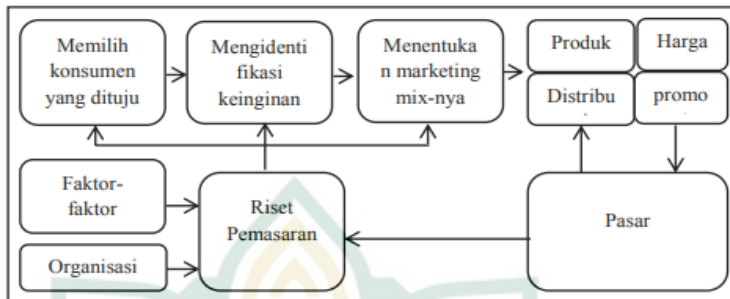 Memilih
konsumen
yang dituju
Mengidenti
fikasi
keinginan
Menentuka
n marketing
mix-nya
Produk
Harga
Distribu
promo
Faktor-
faktor
Riset
Pemasaran
Organisasi
Pasar